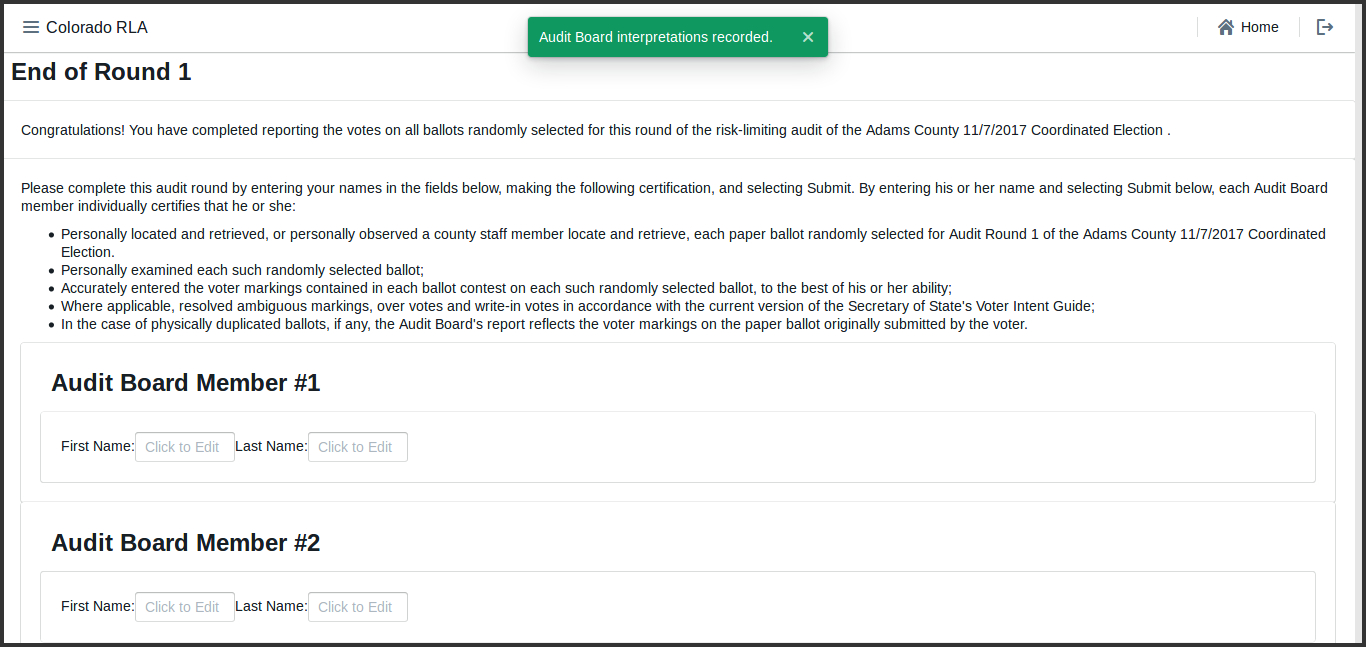 Colorado RLA
Audit Board interpretations recorded.
Home
End of Round 1
Congratulations! You have completed reporting the votes on all ballots randomly selected for this round of the risk-limiting audit of the Adams County 11/7/2017 Coordinated Election .
Please complete this audit round by entering your names in the fields below, making the following certification, and selecting Submit. By entering his or her name and selecting Submit below, each Audit Board
member individually certifies that he or she:
• Personally located and retrieved, or personally observed a county staff member locate and retrieve, each paper ballot randomly selected for Audit Round 1 of the Adams County 11/7/2017 Coordinated
Election.
• Personally examined each such randomly selected ballot;
• Accurately entered the voter markings contained in each ballot contest on each such randomly selected ballot, to the best of his or her ability;
• Where applicable, resolved ambiguous markings, over votes and write-in votes in accordance with the current version of the Secretary of State's Voter Intent Guide;
• In the case of physically duplicated ballots, if any, the Audit Board's report reflects the voter markings on the paper ballot originally submitted by the voter.
Audit Board Member #1
First Name: Click to Edit Last Name: Click to Edit
Audit Board Member #2
First Name: Click to Edit Last Name: Click to Edit